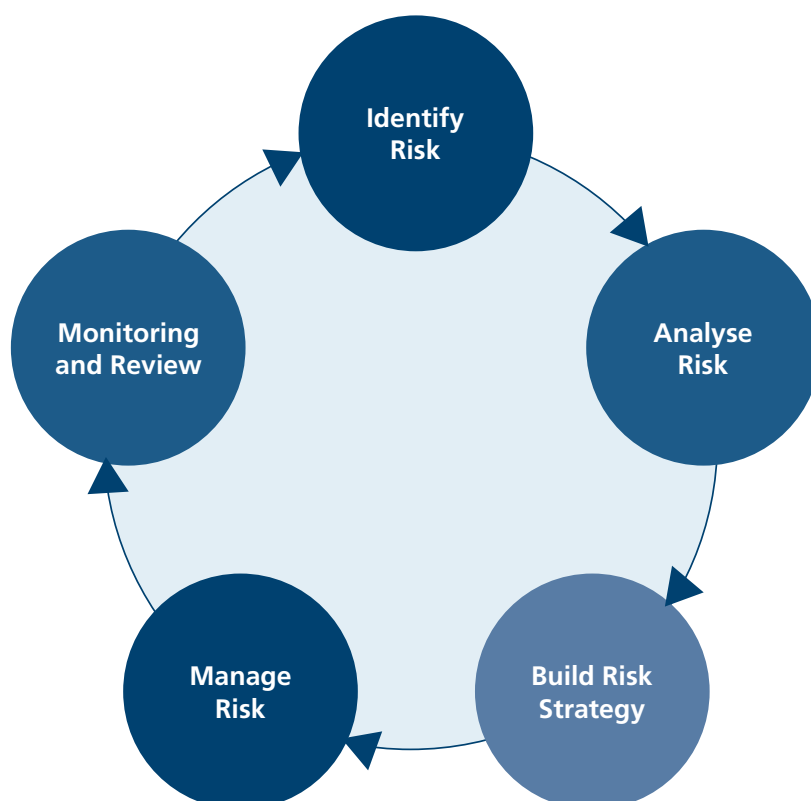 Identify
Risk
Analyse
Risk
Build Risk
Strategy
Manage
Risk
Monitoring
and Review